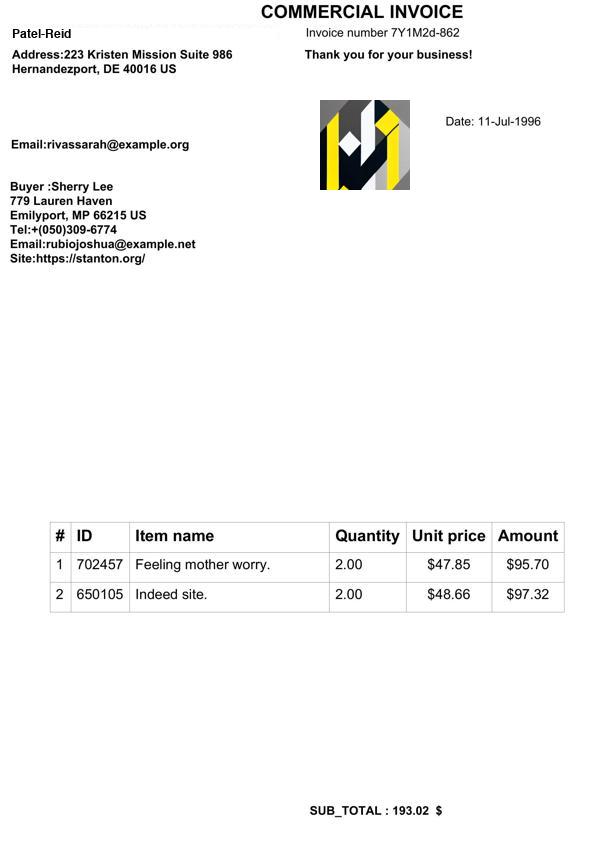 COMMERCIAL INVOICE
Patel-Reid
Invoice number 7Y1M2d-862
Address:223 Kristen Mission Suite 986
Hernandezport, DE 40016 US
Thank you for your business!
Date: 11-Jul-1996
Email:rivassarah@example.org
Buyer :Sherry Lee
779 Lauren Haven
Emilyport, MP 66215 US
Tel:+(050)309-6774
Email:rubiojoshua@example.net
Site:https://stanton.org/
# ID Item name Quantity Unit price Amount
1 702457 Feeling mother worry. 2.00 $47.85 $95.70
2 650105 Indeed site. 2.00 $48.66 $97.32
SUB_TOTAL : 193.02 $